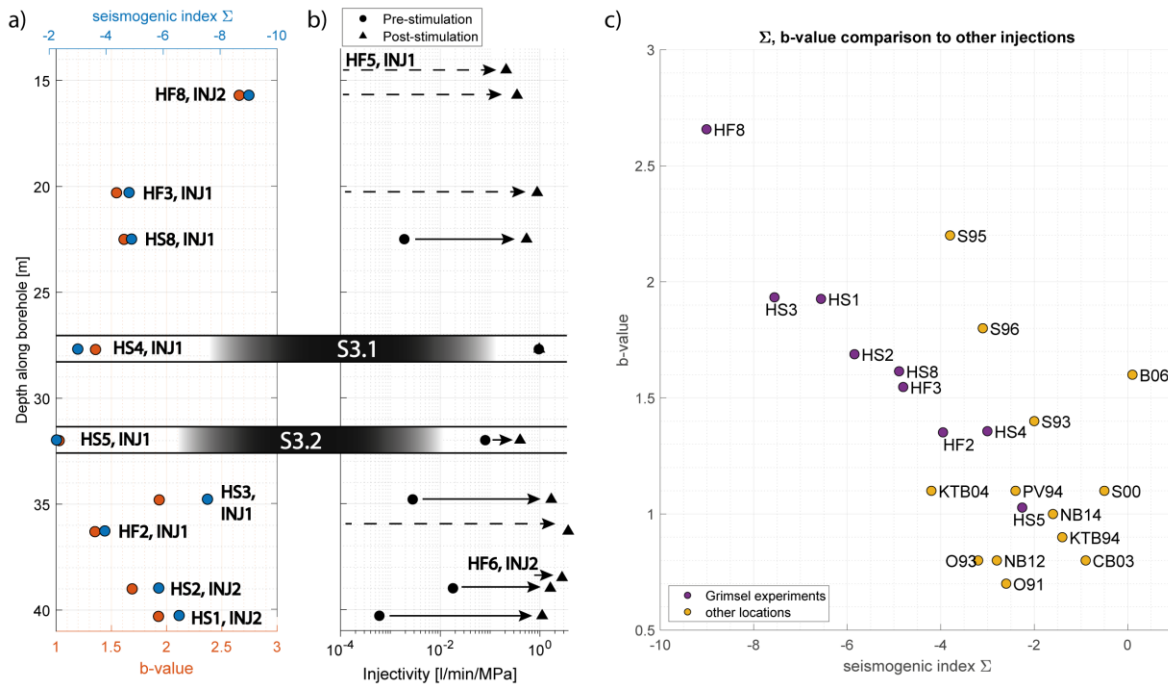 a)
seismogenic index Σ
-2 -4 -6 -8 -10
HF8, INJ2
HF3, INJ1
HS8, INJ1
HS4, INJ1
HS5, INJ1
HS3,
INJ1
HF2, INJ1
HS2, INJ2
HS1, INJ2
15
20
25
30
35
40
Depth along borehole [m]
1 1.5 2 2.5 3
b-value
b)
Pre-stimulation
Post-stimulation
HF5, INJ1
S3.1
S3.2
HF6, INJ2
10⁻⁴ 10⁻² 10⁰
Injectivity [l/min/MPa]
c)
Σ, b-value comparison to other injections
3
2.5
2
1.5
1
0.5
b-value
HF8
S95
HS3
HS1
S96
HS2
HS8
HF3
B06
S93
HF2
HS4
KTB04
PV94
S00
HS5
NB14
KTB94
O93
NB12
CB03
O91
Grimsel experiments
other locations
-10 -8 -6 -4 -2 0
seismogenic index Σ